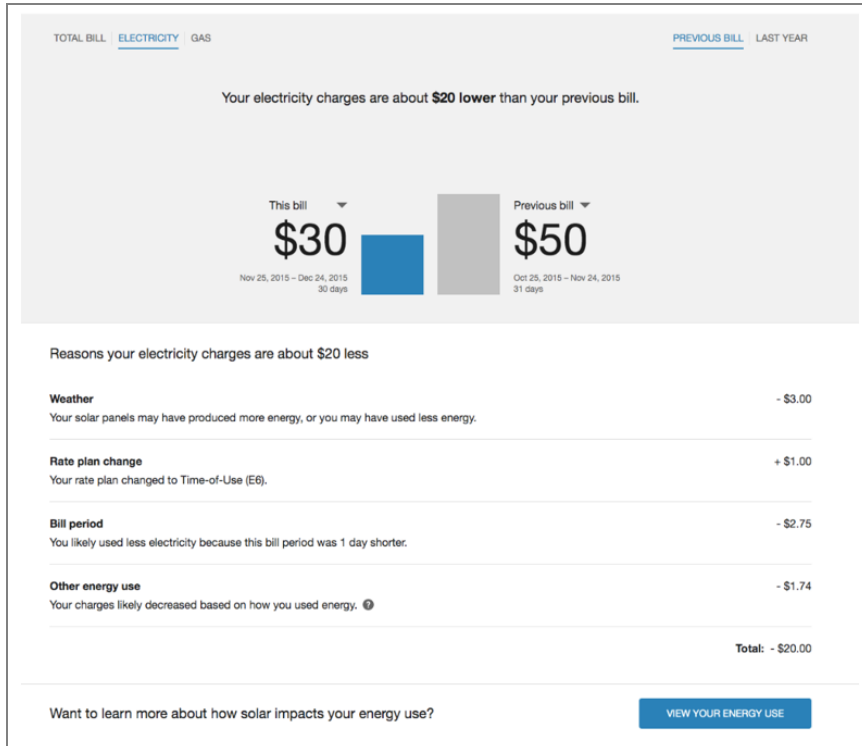 TOTAL BILL ELECTRICITY GAS PREVIOUS BILL LAST YEAR
Your electricity charges are about $20 lower than your previous bill.
This bill
$30
Nov 25, 2015 – Dec 24, 2015
30 days
Previous bill
$50
Oct 25, 2015 – Nov 24, 2015
31 days
Reasons your electricity charges are about $20 less
Weather - $3.00
Your solar panels may have produced more energy, or you may have used less energy.
Rate plan change + $1.00
Your rate plan changed to Time-of-Use (E6).
Bill period - $2.75
You likely used less electricity because this bill period was 1 day shorter.
Other energy use - $1.74
Your charges likely decreased based on how you used energy. ?
Total: - $20.00
Want to learn more about how solar impacts your energy use? VIEW YOUR ENERGY USE